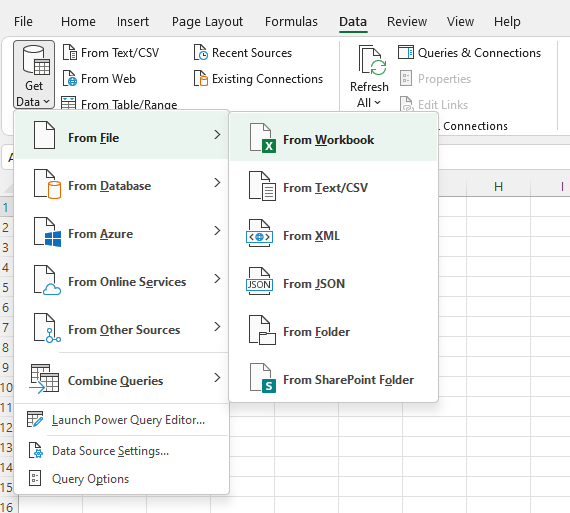 File Home Insert Page Layout Formulas Data Review View Help
Get Data
From Text/CSV
From Web
From Table/Range
Recent Sources
Existing Connections
Refresh All
Queries & Connections
Properties
Edit Links
& Connections
From File
From Database
From Azure
From Online Services
From Other Sources
Combine Queries
Launch Power Query Editor...
Data Source Settings...
Query Options
From Workbook
From Text/CSV
From XML
JSON From JSON
From Folder
From SharePoint Folder
H I
1
2
3
4
5
6
7
8
9
10
11
12
13
14
15
16